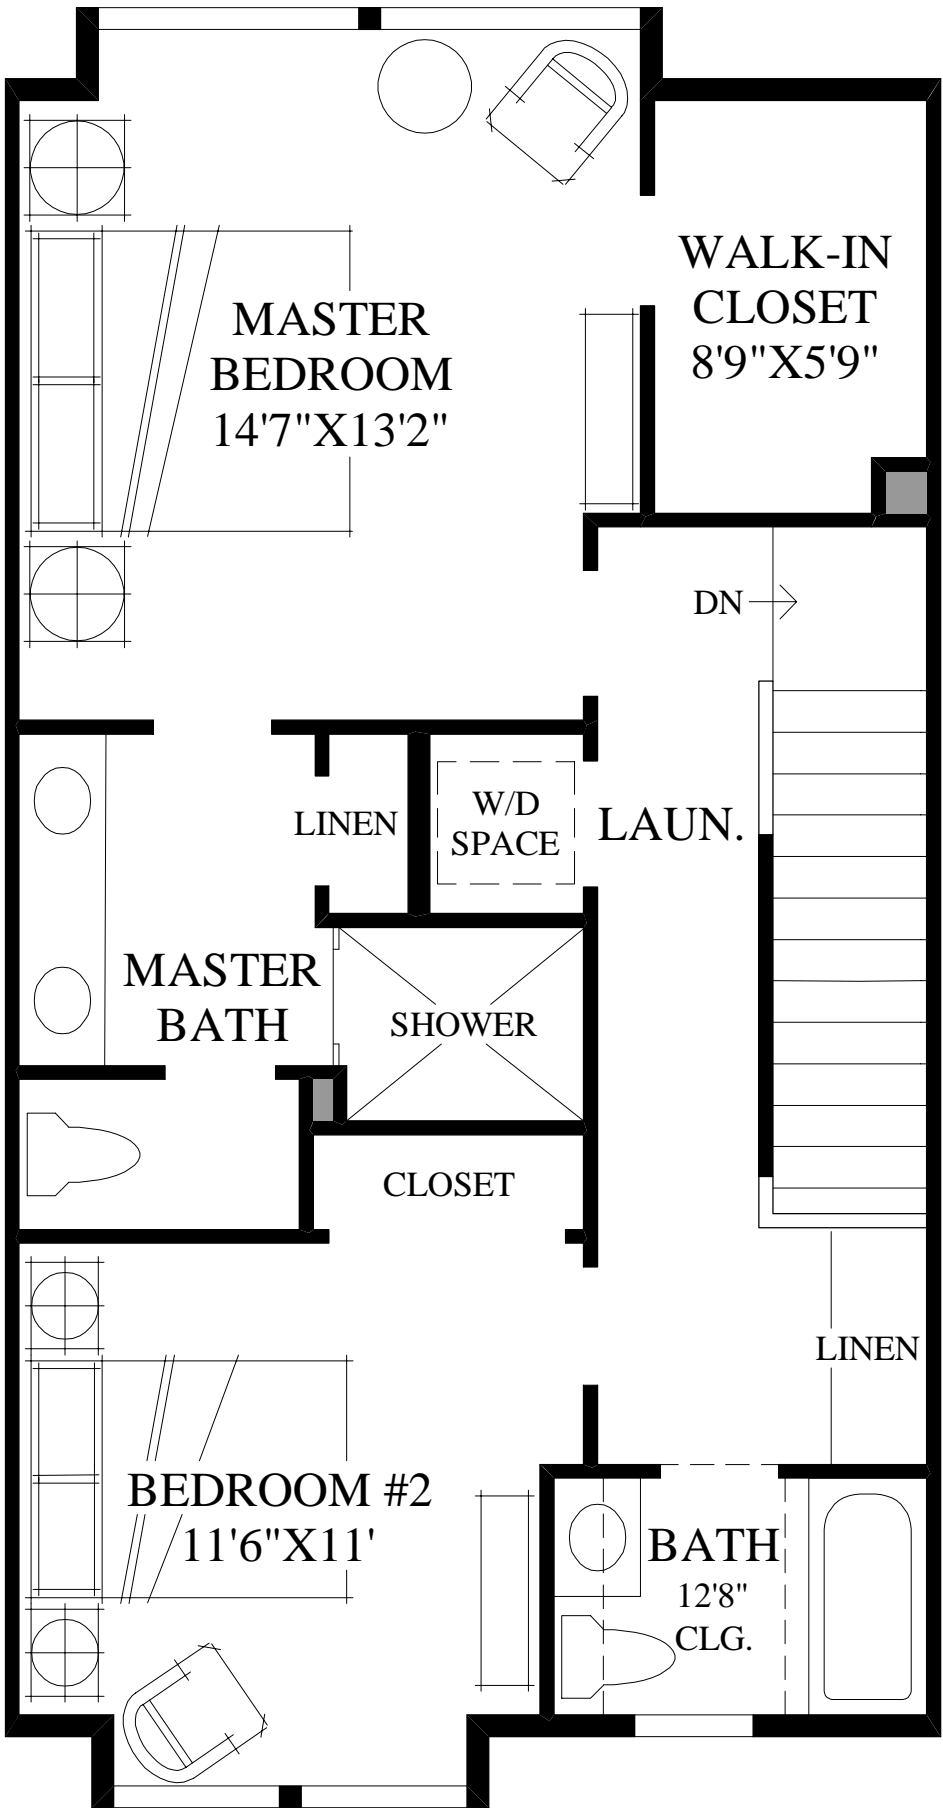 WALK-IN
CLOSET
8'9"X5'9"
MASTER
BEDROOM
14'7"X13'2"
DN
W/D
SPACE
LINEN
LAUN.
MASTER
BATH
SHOWER
CLOSET
LINEN
BEDROOM #2
11'6"X11'
BATH
12'8"
CLG.